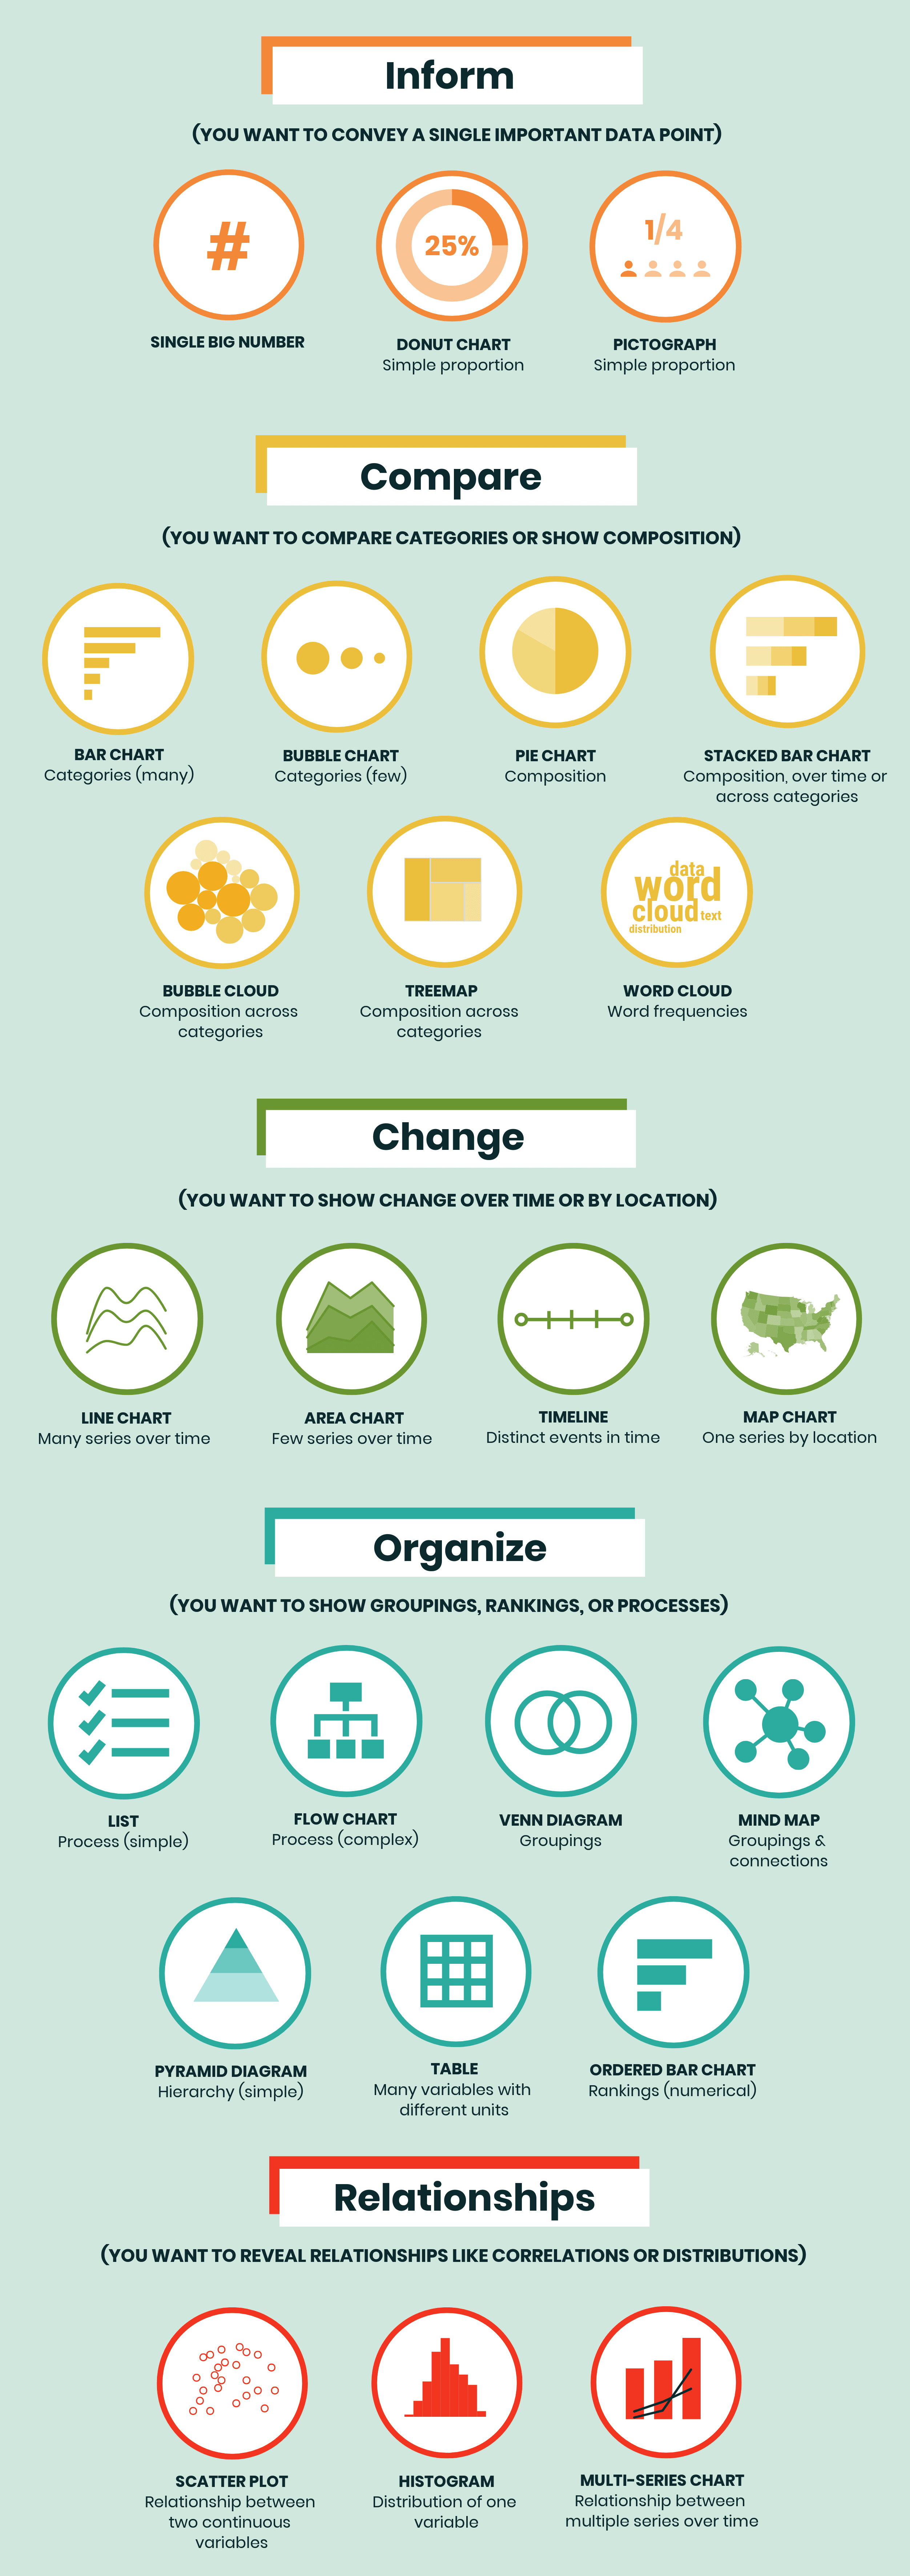 Inform
(YOU WANT TO CONVEY A SINGLE IMPORTANT DATA POINT)
#
25%
1/4
SINGLE BIG NUMBER
DONUT CHART
Simple proportion
PICTOGRAPH
Simple proportion
Compare
(YOU WANT TO COMPARE CATEGORIES OR SHOW COMPOSITION)
BAR CHART
Categories (many)
BUBBLE CHART
Categories (few)
PIE CHART
Composition
STACKED BAR CHART
Composition, over time or
across categories
data
word
cloud text
distribution
BUBBLE CLOUD
Composition across
categories
TREEMAP
Composition across
categories
WORD CLOUD
Word frequencies
Change
(YOU WANT TO SHOW CHANGE OVER TIME OR BY LOCATION)
LINE CHART
Many series over time
AREA CHART
Few series over time
TIMELINE
Distinct events in time
MAP CHART
One series by location
Organize
(YOU WANT TO SHOW GROUPINGS, RANKINGS, OR PROCESSES)
LIST
Process (simple)
FLOW CHART
Process (complex)
VENN DIAGRAM
Groupings
MIND MAP
Groupings &
connections
PYRAMID DIAGRAM
Hierarchy (simple)
TABLE
Many variables with
different units
ORDERED BAR CHART
Rankings (numerical)
Relationships
(YOU WANT TO REVEAL RELATIONSHIPS LIKE CORRELATIONS OR DISTRIBUTIONS)
SCATTER PLOT
Relationship between
two continuous
variables
HISTOGRAM
Distribution of one
variable
MULTI-SERIES CHART
Relationship between
multiple series over time